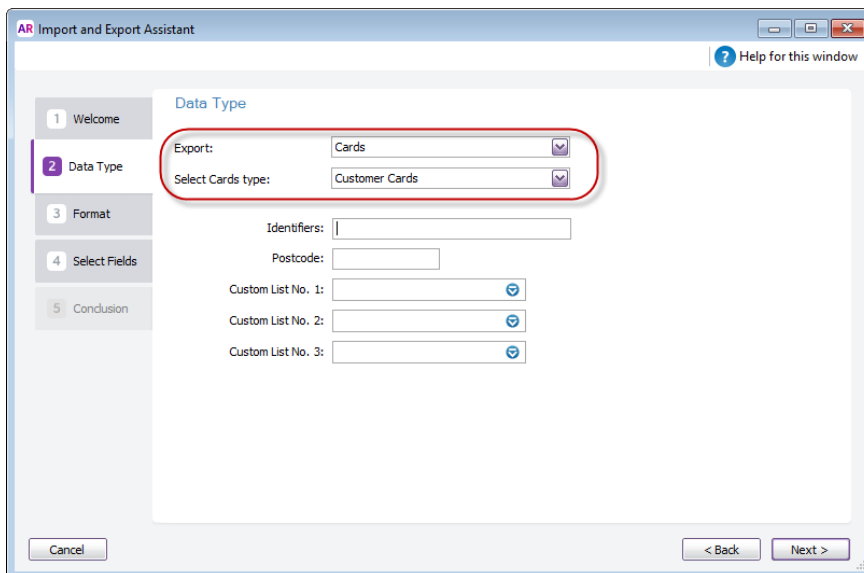 AR Import and Export Assistant
? Help for this window
1 Welcome
2 Data Type
3 Format
4 Select Fields
5 Conclusion
Data Type
Export: Cards
Select Cards type: Customer Cards
Identifiers:
Postcode:
Custom List No. 1:
Custom List No. 2:
Custom List No. 3:
Cancel
< Back Next >